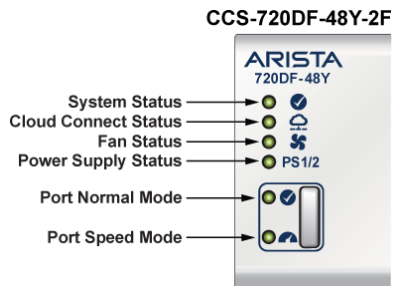 CCS-720DF-48Y-2F
ARISTA
720DF-48Y
System Status
Cloud Connect Status
Fan Status
Power Supply Status PS1/2
Port Normal Mode
Port Speed Mode